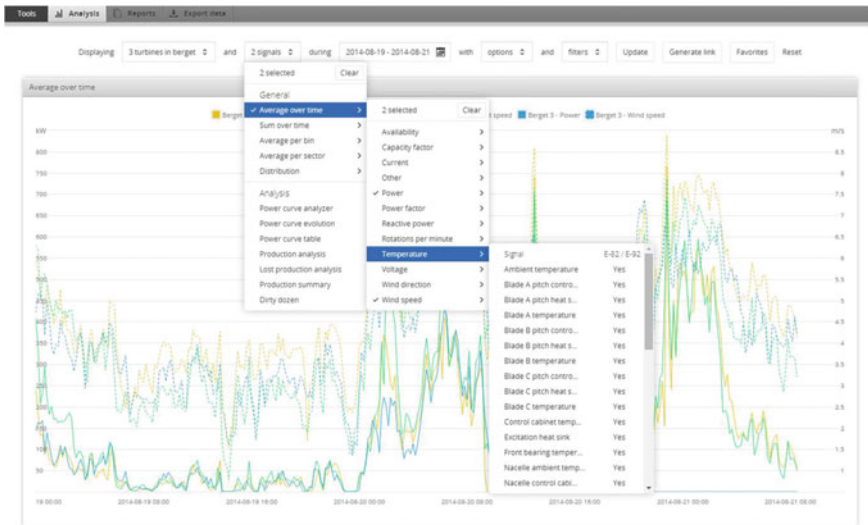 Tools Analysis Reports Export data
Displaying 3 turbines in berget and 2 signals during 2014-08-19 - 2014-08-21 with options and filters Update Generate link Favorites Reset
Average over time
2 selected Clear
General
Average over time
Sum over time
Average per bin
Average per sector
Distribution
Analysis
Power curve analyzer
Power curve evolution
Power curve table
Production analysis
Lost production analysis
Production summary
Dirty dozen
2 selected Clear
Availability
Capacity factor
Current
Other
Power
Power factor
Reactive power
Rotations per minute
Temperature
Voltage
Wind direction
Wind speed
Signal E-82 / E-92
Ambient temperature Yes
Blade A pitch contro... Yes
Blade A pitch heat s... Yes
Blade A temperature Yes
Blade B pitch contro... Yes
Blade B pitch heat s... Yes
Blade B temperature Yes
Blade C pitch contro... Yes
Blade C pitch heat s... Yes
Blade C temperature Yes
Control cabinet temp... Yes
Excitation heat sink Yes
Front bearing temper... Yes
Nacelle ambient temp... Yes
Nacelle control cabi... Yes
Berget speed Berget 3 - Power Berget 3 - Wind speed
kW m/s
850
800 8.5
750 8
700 7.5
650 7
600 6.5
550 6
500 5.5
450
400
350
300
250
200 2.5
150 2
100 1.5
50 1
19 00:00 2014-08-19 08:00 2014-08-19 16:00 2014-08-20 00:00 2014-08-20 08:00 2014-08-20 16:00 2014-08-21 00:00 2014-08-21 08:00